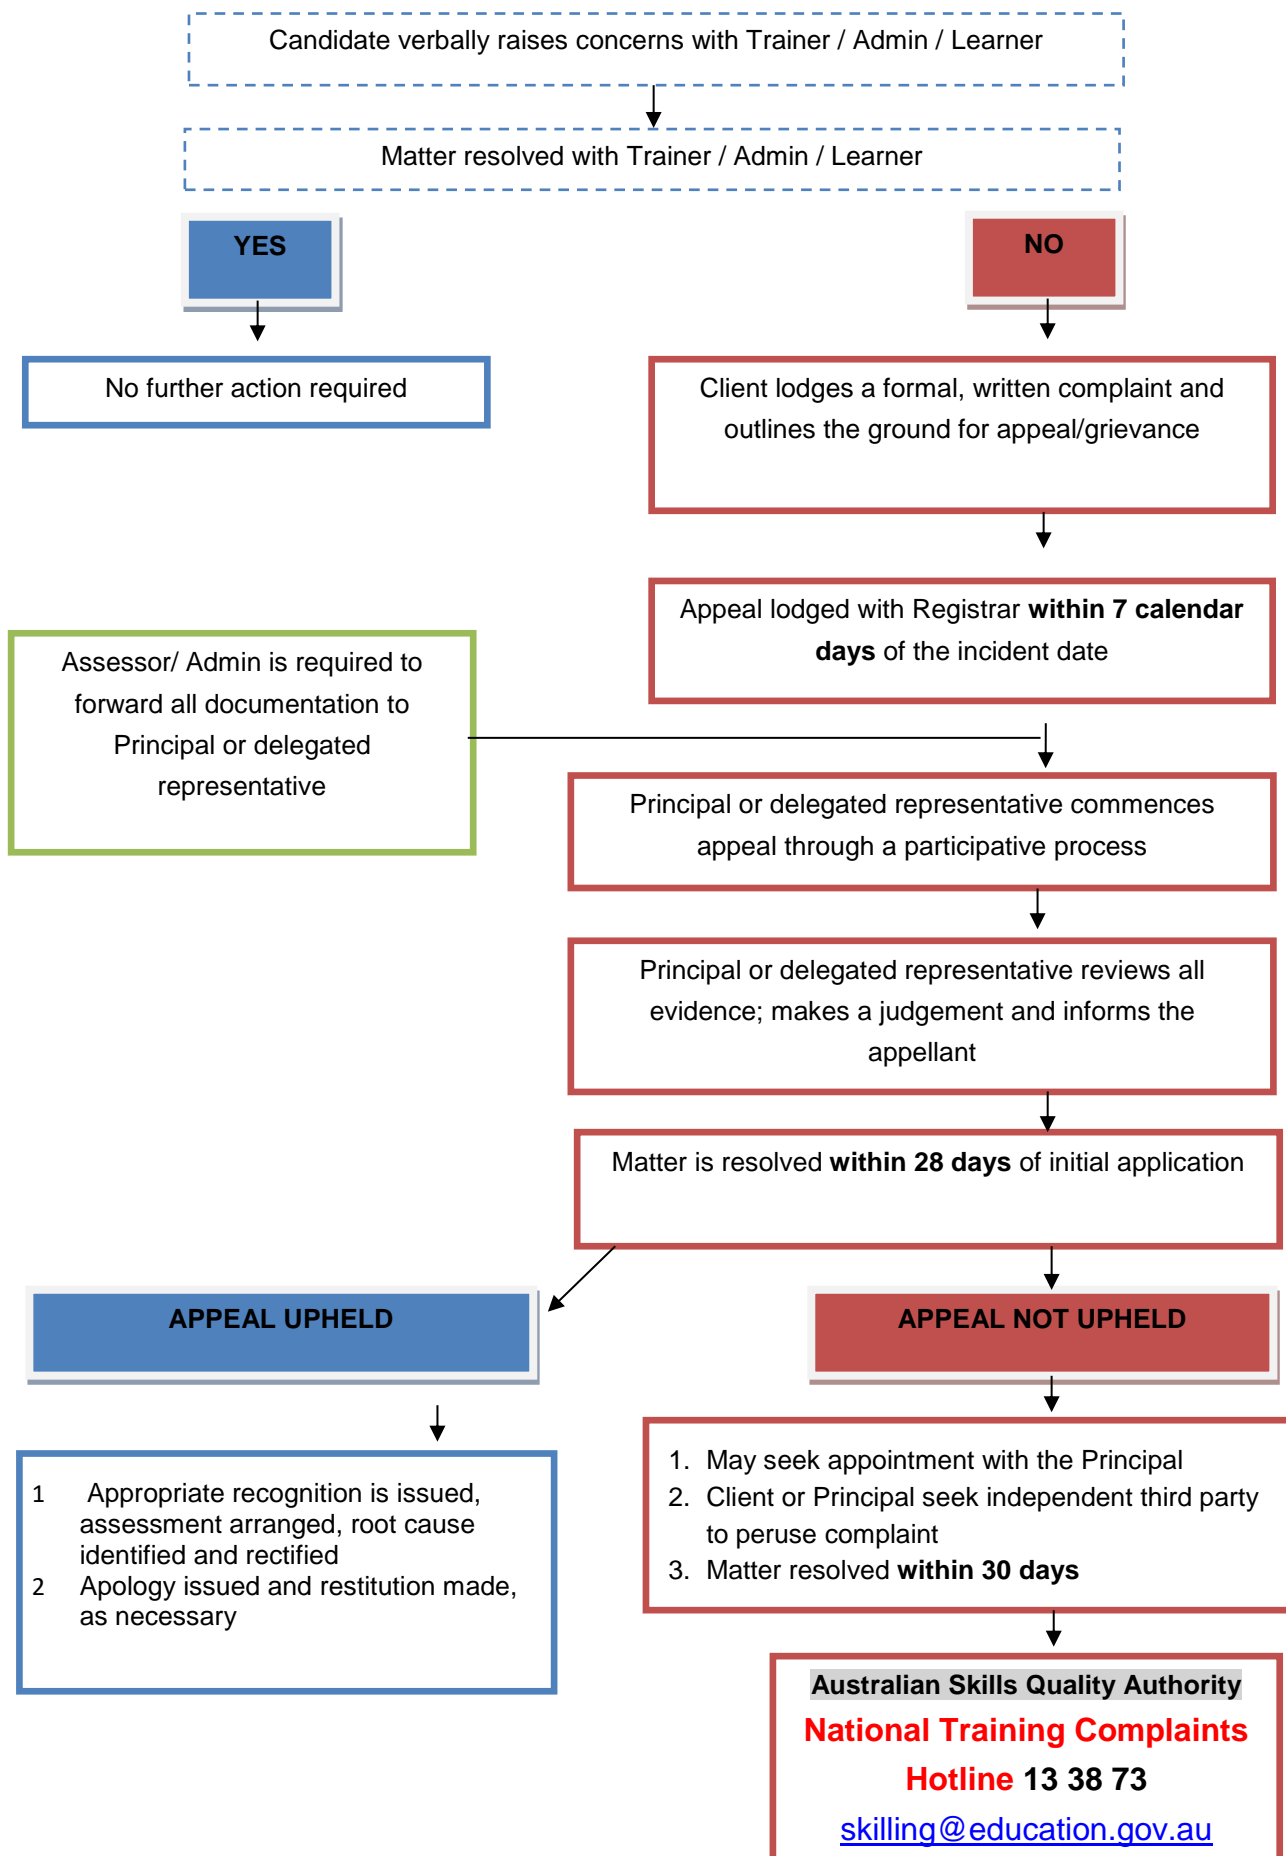 Candidate verbally raises concerns with Trainer / Admin / Learner
Matter resolved with Trainer / Admin / Learner
YES
NO
No further action required
Client lodges a formal, written complaint and
outlines the ground for appeal/grievance
Appeal lodged with Registrar within 7 calendar
days of the incident date
Assessor/ Admin is required to
forward all documentation to
Principal or delegated
representative
Principal or delegated representative commences
appeal through a participative process
Principal or delegated representative reviews all
evidence; makes a judgement and informs the
appellant
Matter is resolved within 28 days of initial application
APPEAL UPHELD
APPEAL NOT UPHELD
1 Appropriate recognition is issued,
assessment arranged, root cause
identified and rectified
2 Apology issued and restitution made,
as necessary
1. May seek appointment with the Principal
2. Client or Principal seek independent third party
to peruse complaint
3. Matter resolved within 30 days
Australian Skills Quality Authority
National Training Complaints
Hotline 13 38 73
skilling@education.gov.au